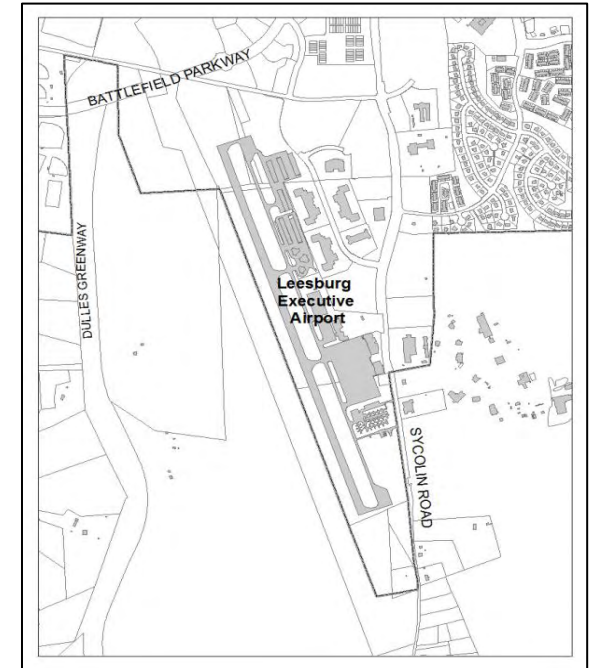 BATTLEFIELD PARKWAY
DULLES GREENWAY
Leesburg
Executive
Airport
SYCOLIN ROAD